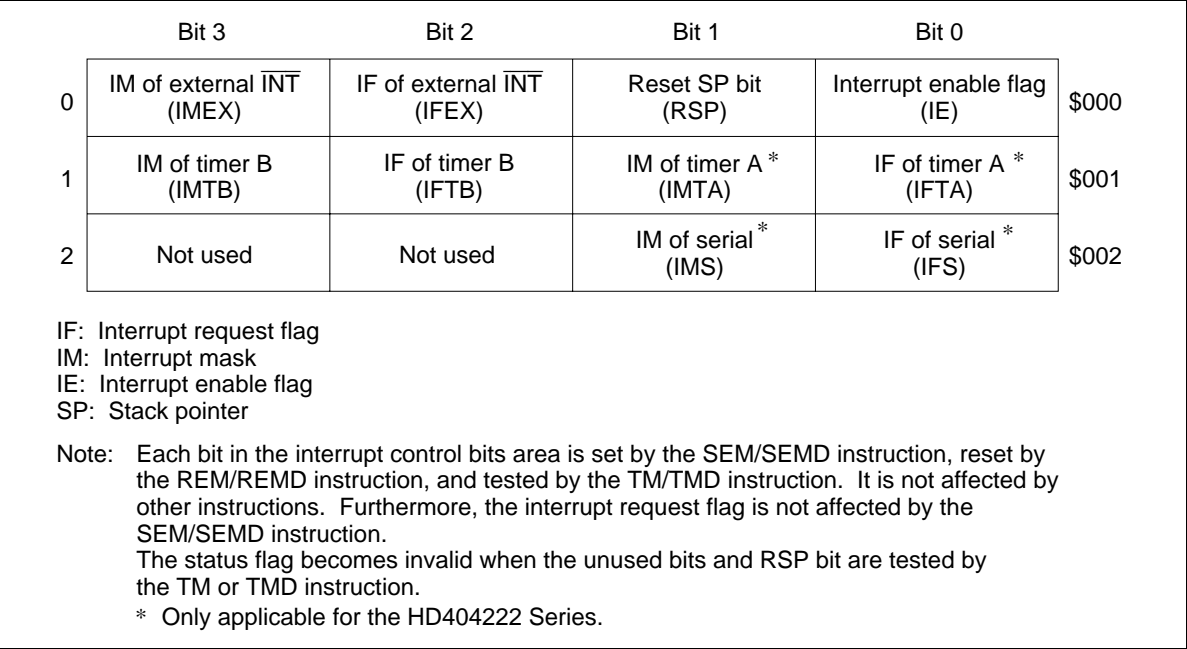 Bit 3 Bit 2 Bit 1 Bit 0
IM of external I̅N̅T̅ IF of external I̅N̅T̅ Reset SP bit Interrupt enable flag
0 (IMEX) (IFEX) (RSP) (IE) $000
IM of timer B IF of timer B IM of timer A * IF of timer A *
1 (IMTB) (IFTB) (IMTA) (IFTA) $001
IM of serial * IF of serial *
2 Not used Not used (IMS) (IFS) $002
IF: Interrupt request flag
IM: Interrupt mask
IE: Interrupt enable flag
SP: Stack pointer
Note: Each bit in the interrupt control bits area is set by the SEM/SEMD instruction, reset by
the REM/REMD instruction, and tested by the TM/TMD instruction. It is not affected by
other instructions. Furthermore, the interrupt request flag is not affected by the
SEM/SEMD instruction.
The status flag becomes invalid when the unused bits and RSP bit are tested by
the TM or TMD instruction.
* Only applicable for the HD404222 Series.